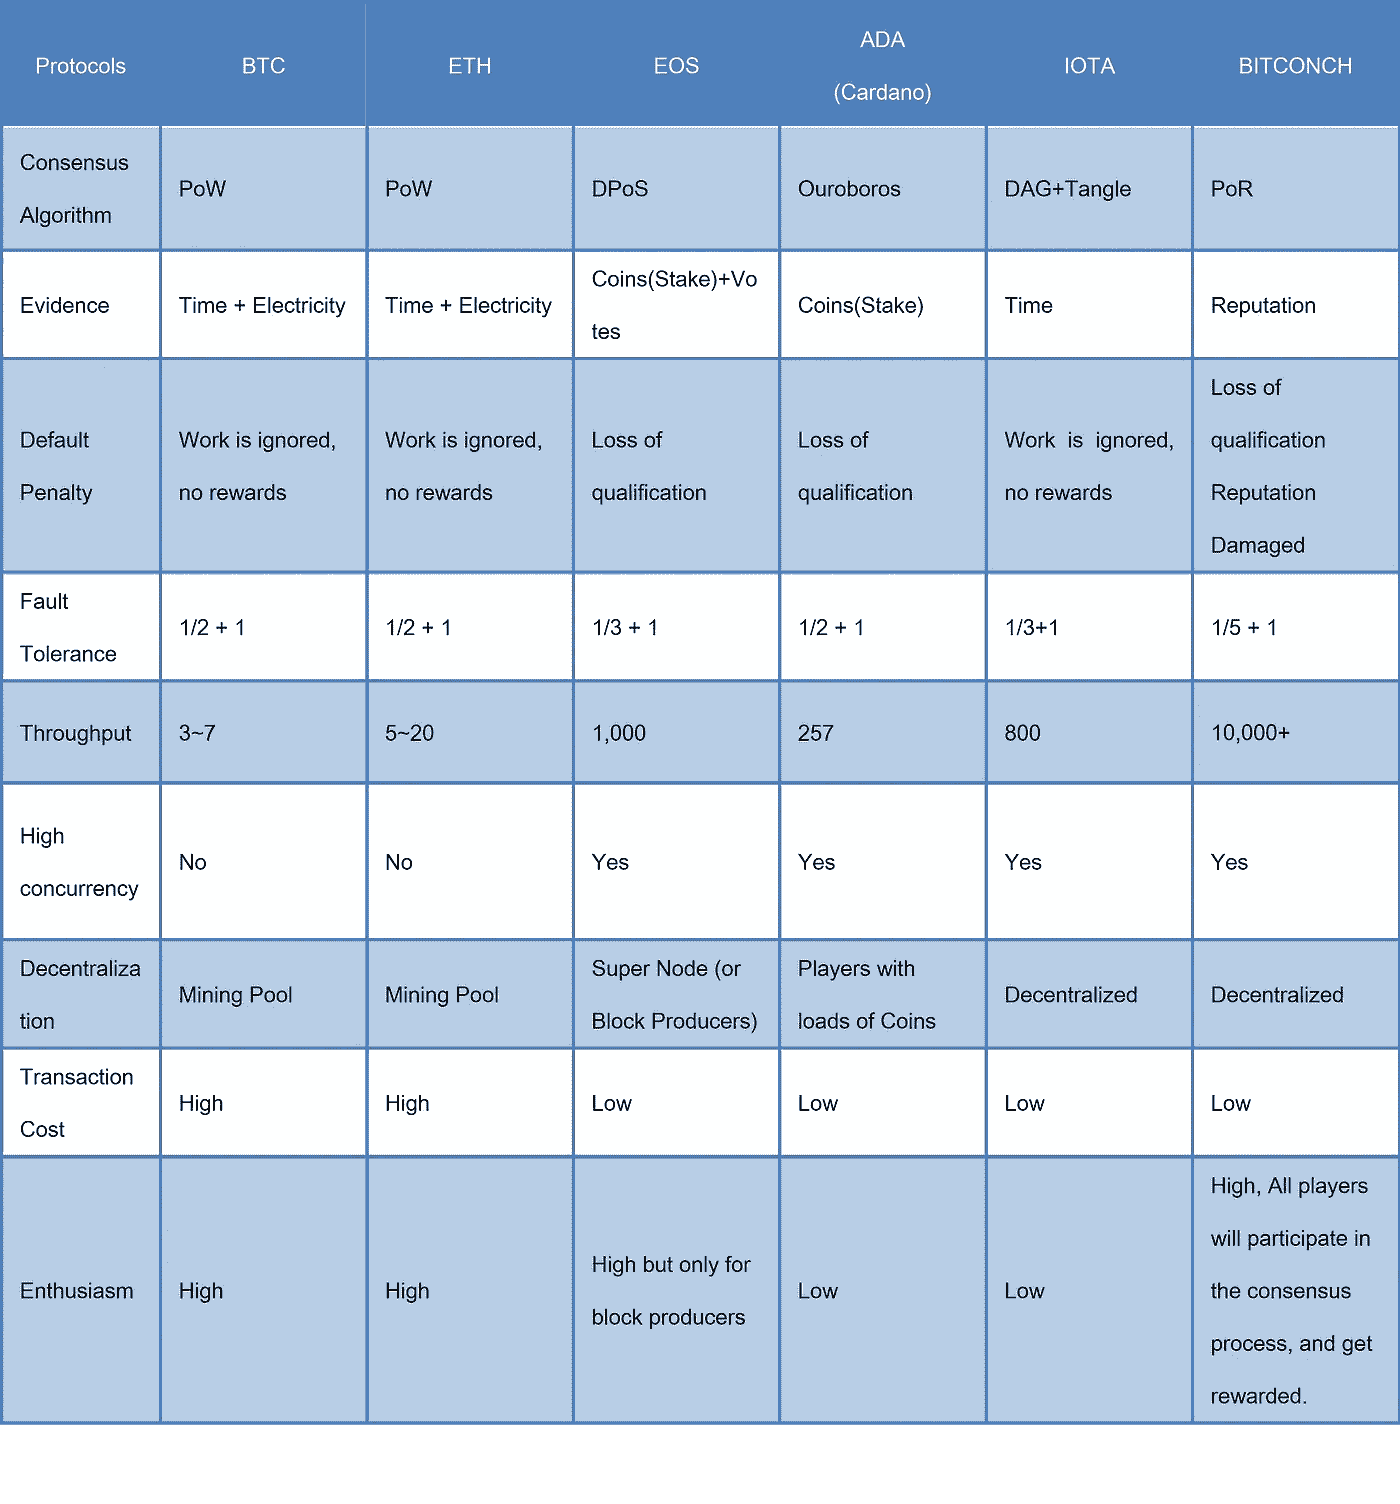 Protocols
BTC
ETH
EOS
ADA
(Cardano)
IOTA
BITCONCH
Consensus
Algorithm
PoW
PoW
DPoS
Ouroboros
DAG+Tangle
PoR
Evidence
Time + Electricity
Time + Electricity
Coins(Stake)+Vo
tes
Coins(Stake)
Time
Reputation
Default
Penalty
Work is ignored,
no rewards
Work is ignored,
no rewards
Loss of
qualification
Loss of
qualification
Work is ignored,
no rewards
Loss of
qualification
Reputation
Damaged
Fault
Tolerance
1/2 + 1
1/2 + 1
1/3 + 1
1/2 + 1
1/3+1
1/5 + 1
Throughput
3~7
5~20
1,000
257
800
10,000+
High
concurrency
No
No
Yes
Yes
Yes
Yes
Decentraliza
tion
Mining Pool
Mining Pool
Super Node (or
Block Producers)
Players with
loads of Coins
Decentralized
Decentralized
Transaction
Cost
High
High
Low
Low
Low
Low
Enthusiasm
High
High
High but only for
block producers
Low
Low
High, All players
will participate in
the consensus
process, and get
rewarded.